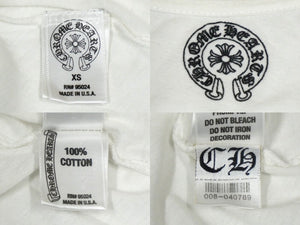 CHROME HEARTS
XS
RN# 95024
MADE IN U.S.A.
CHROME HEARTS
CHROME HEARTS
100%
COTTON
RN# 95024
MADE IN U.S.A.
DO NOT BLEACH
DO NOT IRON
DECORATION
CH
008-040709